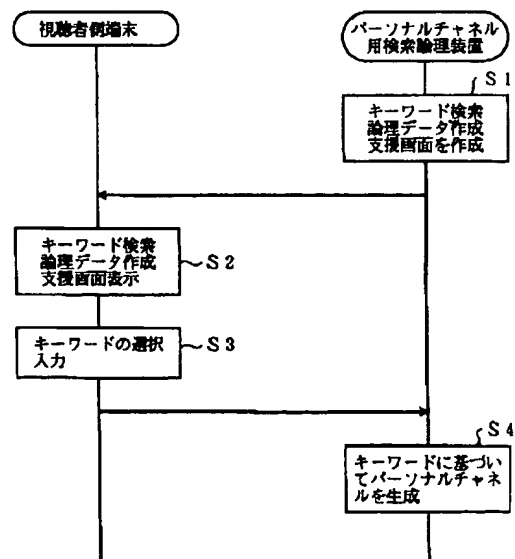 視聴者側端末
パーソナルチャネル
用検索論理装置
S1
キーワード検索
論理データ作成
支援画面を作成
キーワード検索
論理データ作成
支援画面表示
S2
キーワードの選択
入力
S3
S4
キーワードに基づい
てパーソナルチャネ
ルを生成